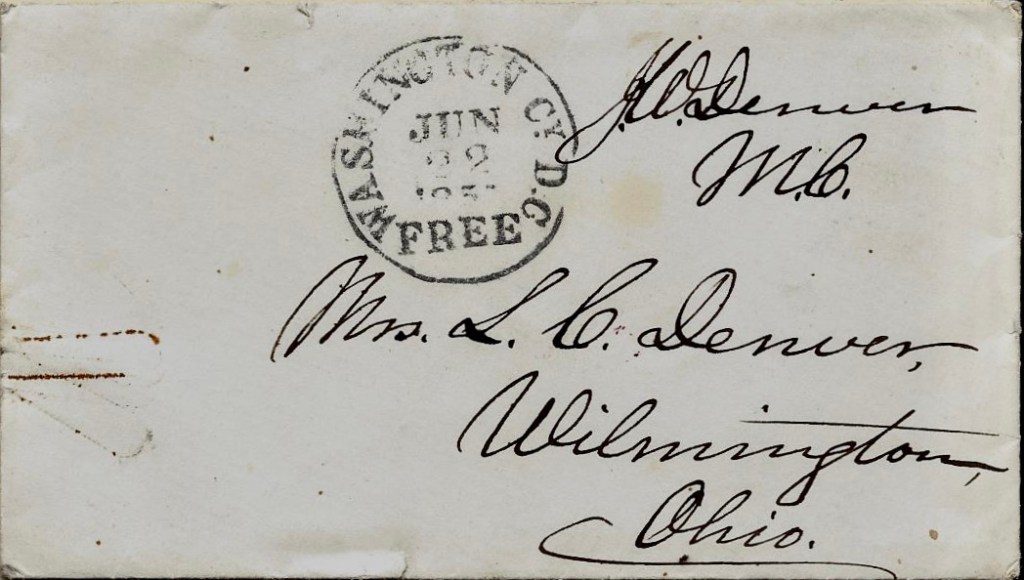 WASHINGTON CY. D.C
JUN
22
FREE
J.W. Denver
M.C.
Mrs. L. C. Denver,
Wilmington,
Ohio.